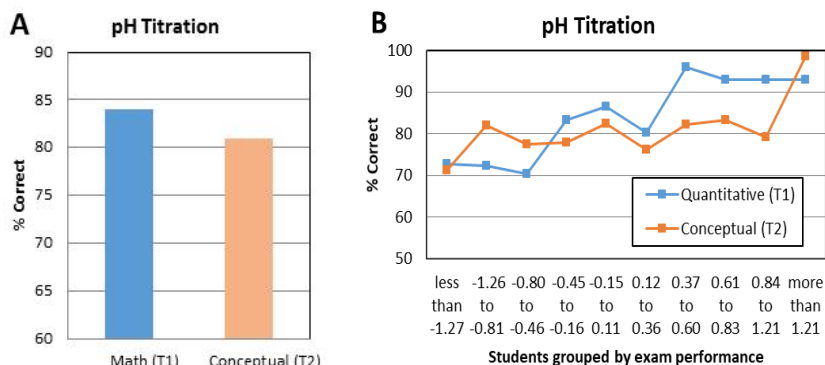 A
pH Titration
90
85
80
75
70
65
60
% Correct
Math (T1)
Conceptual (T2)
B
pH Titration
100
90
80
70
60
50
% Correct
Quantitative (T1)
Conceptual (T2)
less -1.26 -0.80 -0.45 -0.15 0.12 0.37 0.61 0.84 more
than to to to to to to to to than
-1.27 -0.81 -0.46 -0.16 0.11 0.36 0.60 0.83 1.21 1.21
Students grouped by exam performance